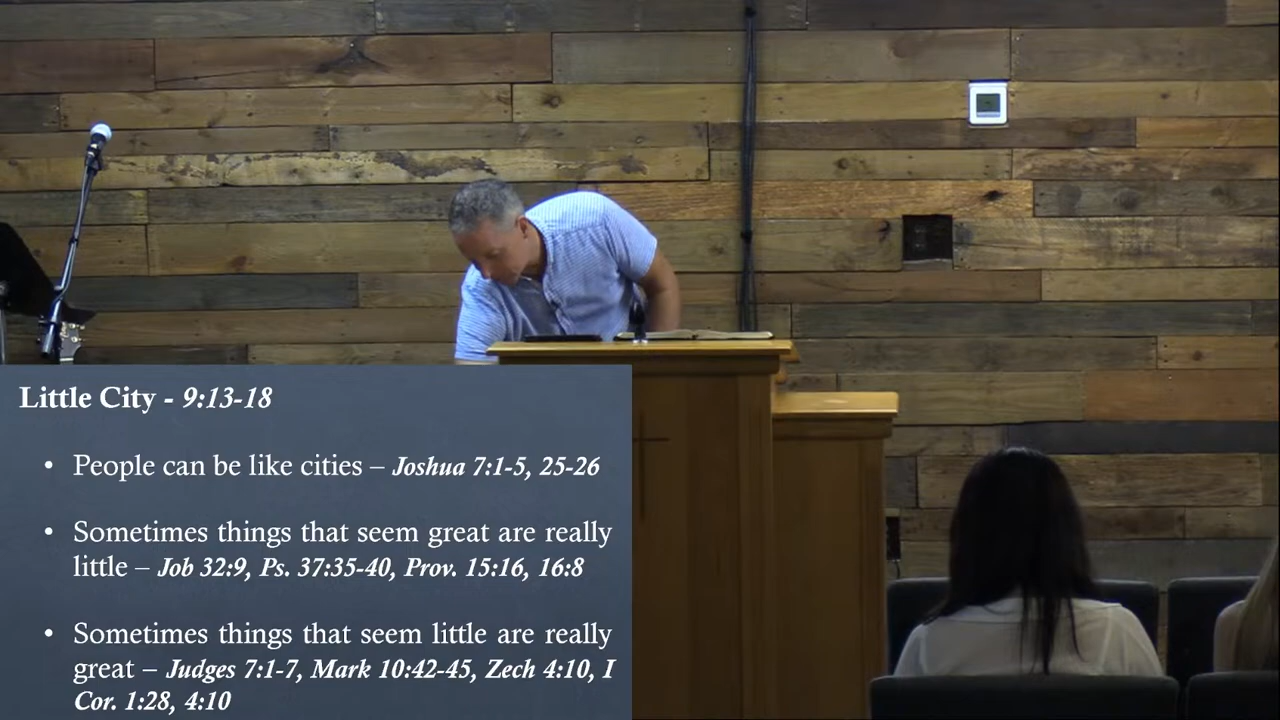 Little City - 9:13-18
• People can be like cities – Joshua 7:1-5, 25-26
• Sometimes things that seem great are really
little – Job 32:9, Ps. 37:35-40, Prov. 15:16, 16:8
• Sometimes things that seem little are really
great – Judges 7:1-7, Mark 10:42-45, Zech 4:10, I
Cor. 1:28, 4:10